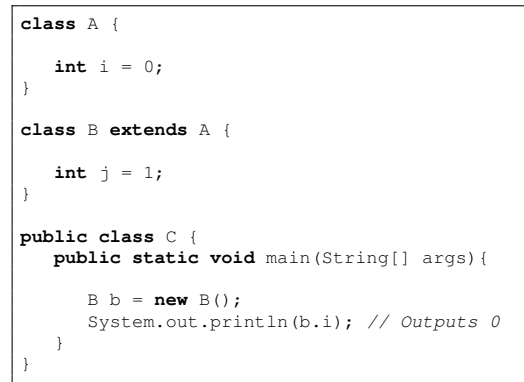 class A {
int i = 0;
}
class B extends A {
int j = 1;
}
public class C {
public static void main(String[] args){
B b = new B();
System.out.println(b.i); // Outputs 0
}
}